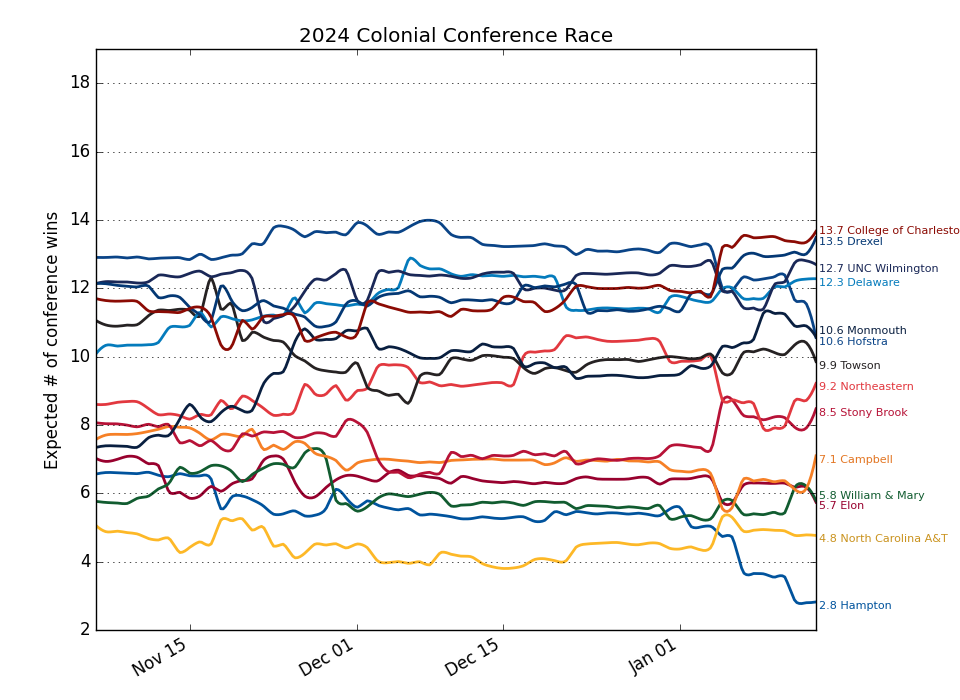 2024 Colonial Conference Race
Expected # of conference wins
18
16
14
12
10
8
6
4
2
Nov 15
Dec 01
Dec 15
Jan 01
13.7 College of Charlesto
13.5 Drexel
12.7 UNC Wilmington
12.3 Delaware
10.6 Monmouth
10.6 Hofstra
9.9 Towson
9.2 Northeastern
8.5 Stony Brook
7.1 Campbell
5.8 William & Mary
5.7 Elon
4.8 North Carolina A&T
2.8 Hampton